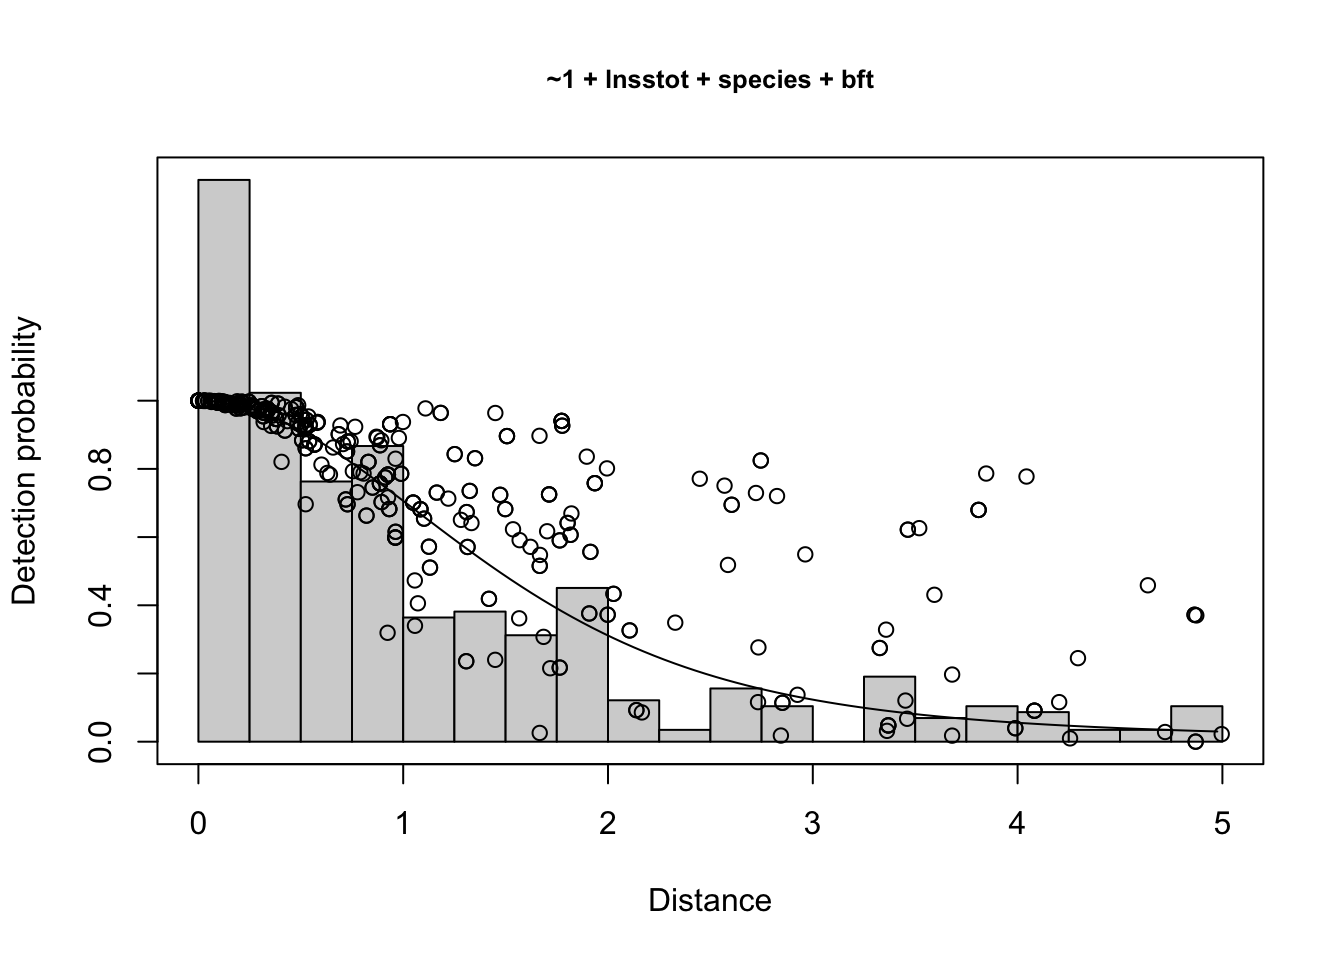 ~1 + lnsstot + species + bft
Detection probability
0.8
0.4
0.0
0 1 2 3 4 5
Distance